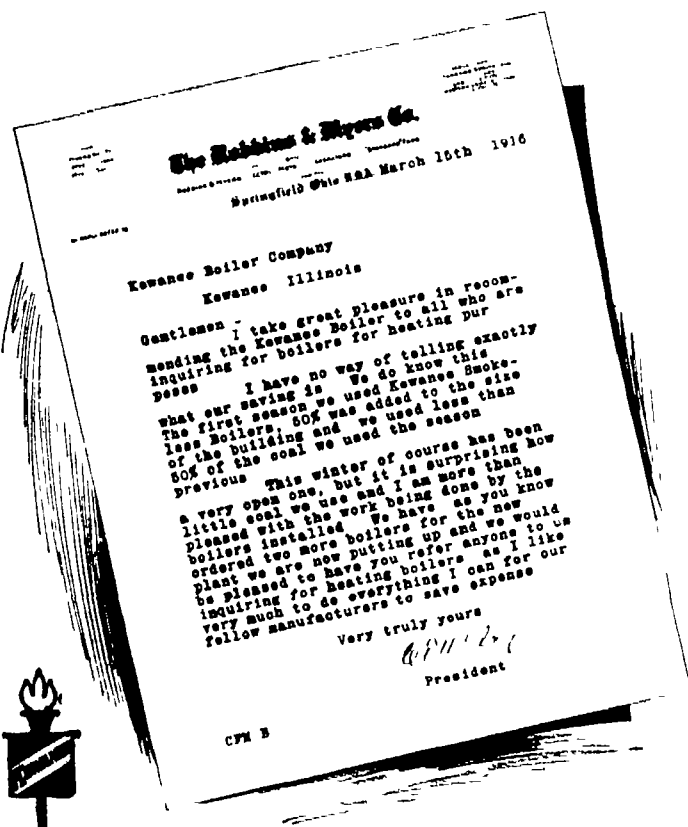 The Robbins & Myers Co.
Springfield Ohio U.S.A. March 15th 1916
Kewanee Boiler Company
Kewanee Illinois
Gentlemen -
I take great pleasure in recom-
mending the Kewanee Boiler to all who are
inquiring for boilers for heating pur
poses
I have no way of telling exactly
what our saving is We do know this
The first season we used Kewanee Smoke-
less Boilers, 50% was added to the size
of the building and we used less than
50% of the coal we used the season
previous
This winter of course has been
a very open one, but it is surprising how
little coal we use and I am more than
pleased with the work being done by the
boilers installed We have as you know
ordered two more boilers for the new
plant we are now putting up and we would
be pleased to have you refer anyone to us
inquiring for heating boilers as I like
very much to do everything I can for our
fellow manufacturers to save expense
Very truly yours
President
CFM B